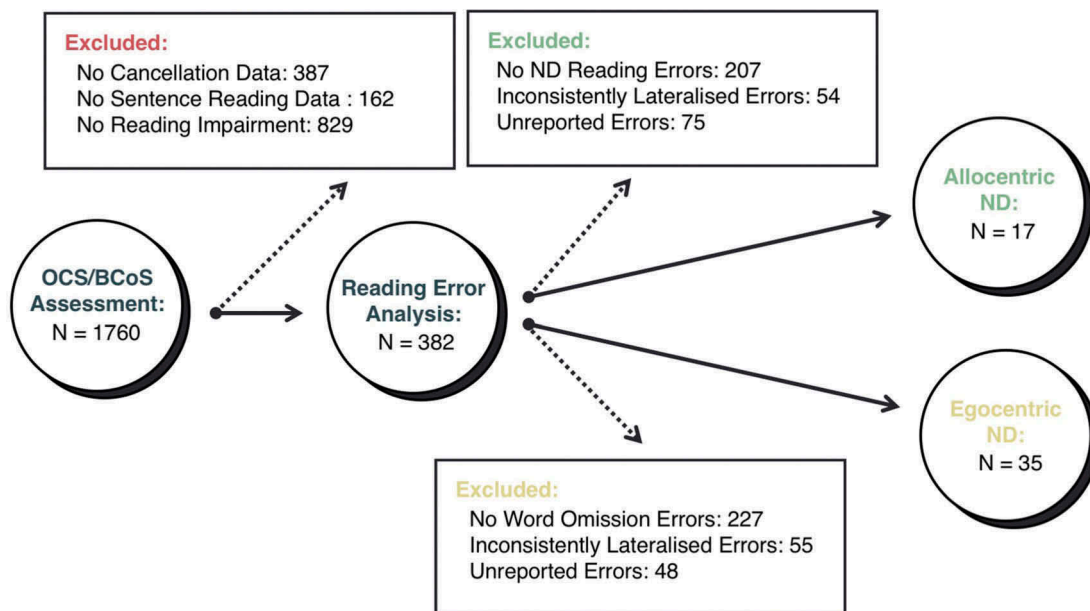 Excluded:
No Cancellation Data: 387
No Sentence Reading Data : 162
No Reading Impairment: 829
Excluded:
No ND Reading Errors: 207
Inconsistently Lateralised Errors: 54
Unreported Errors: 75
OCS/BCoS
Assessment:
N = 1760
Reading Error
Analysis:
N = 382
Allocentric
ND:
N = 17
Egocentric
ND:
N = 35
Excluded:
No Word Omission Errors: 227
Inconsistently Lateralised Errors: 55
Unreported Errors: 48